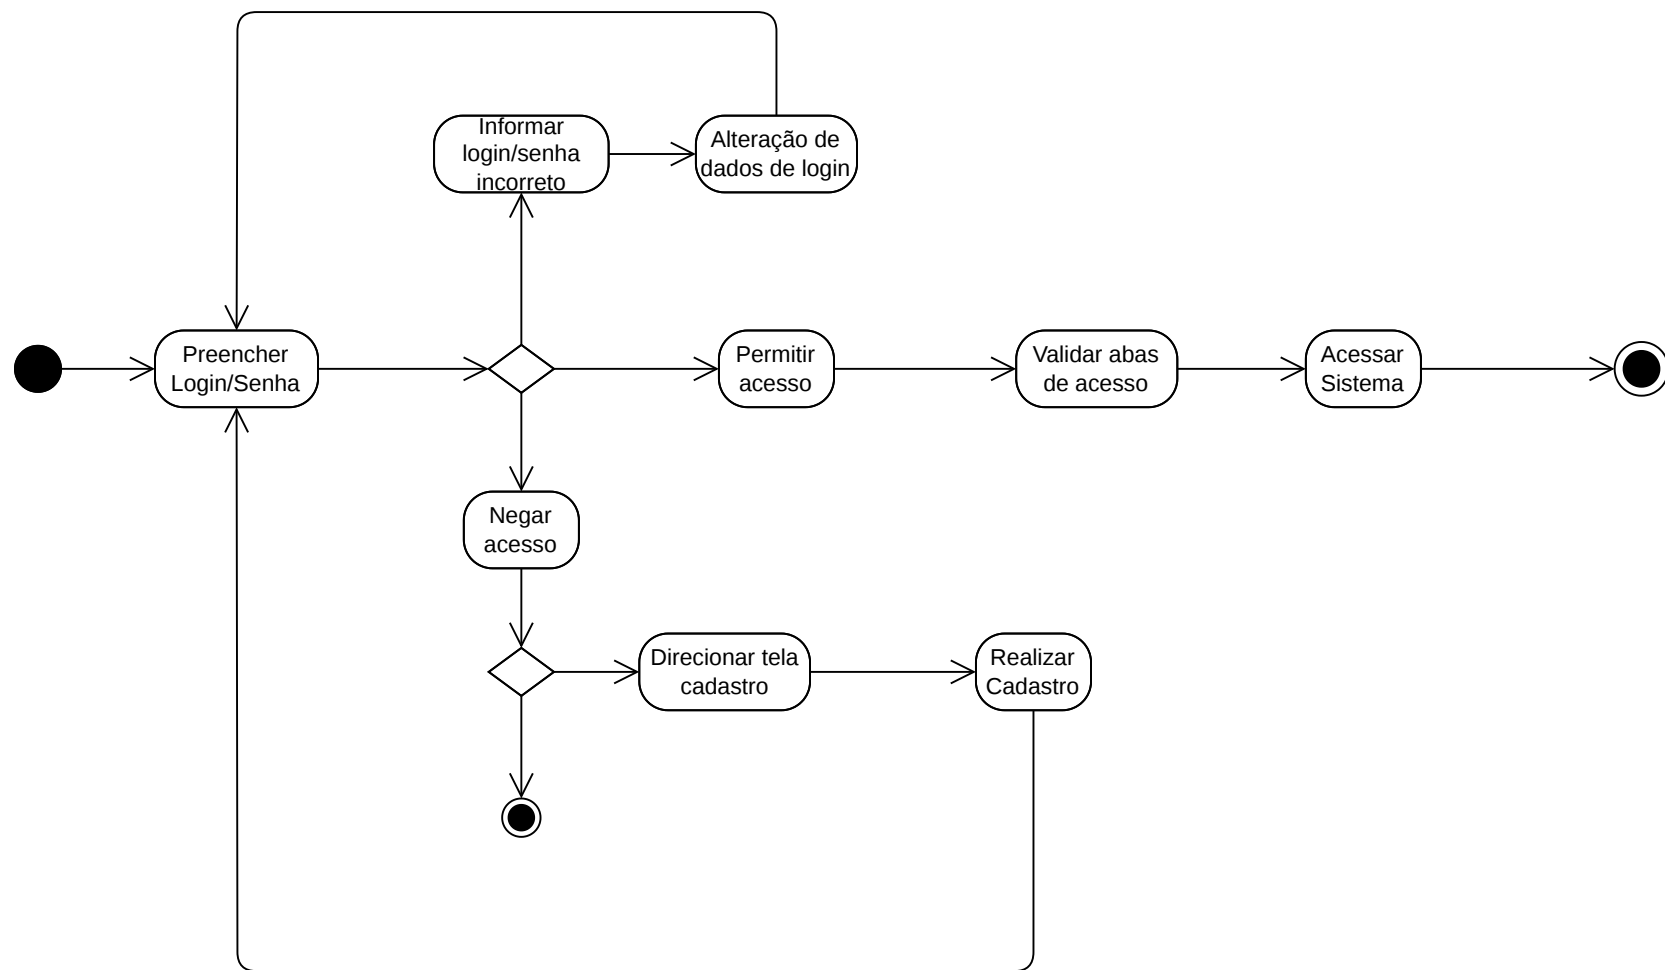 Informar
login/senha
incorreto
Alteração de
dados de login
Preencher
Login/Senha
Permitir
acesso
Validar abas
de acesso
Acessar
Sistema
Negar
acesso
Direcionar tela
cadastro
Realizar
Cadastro